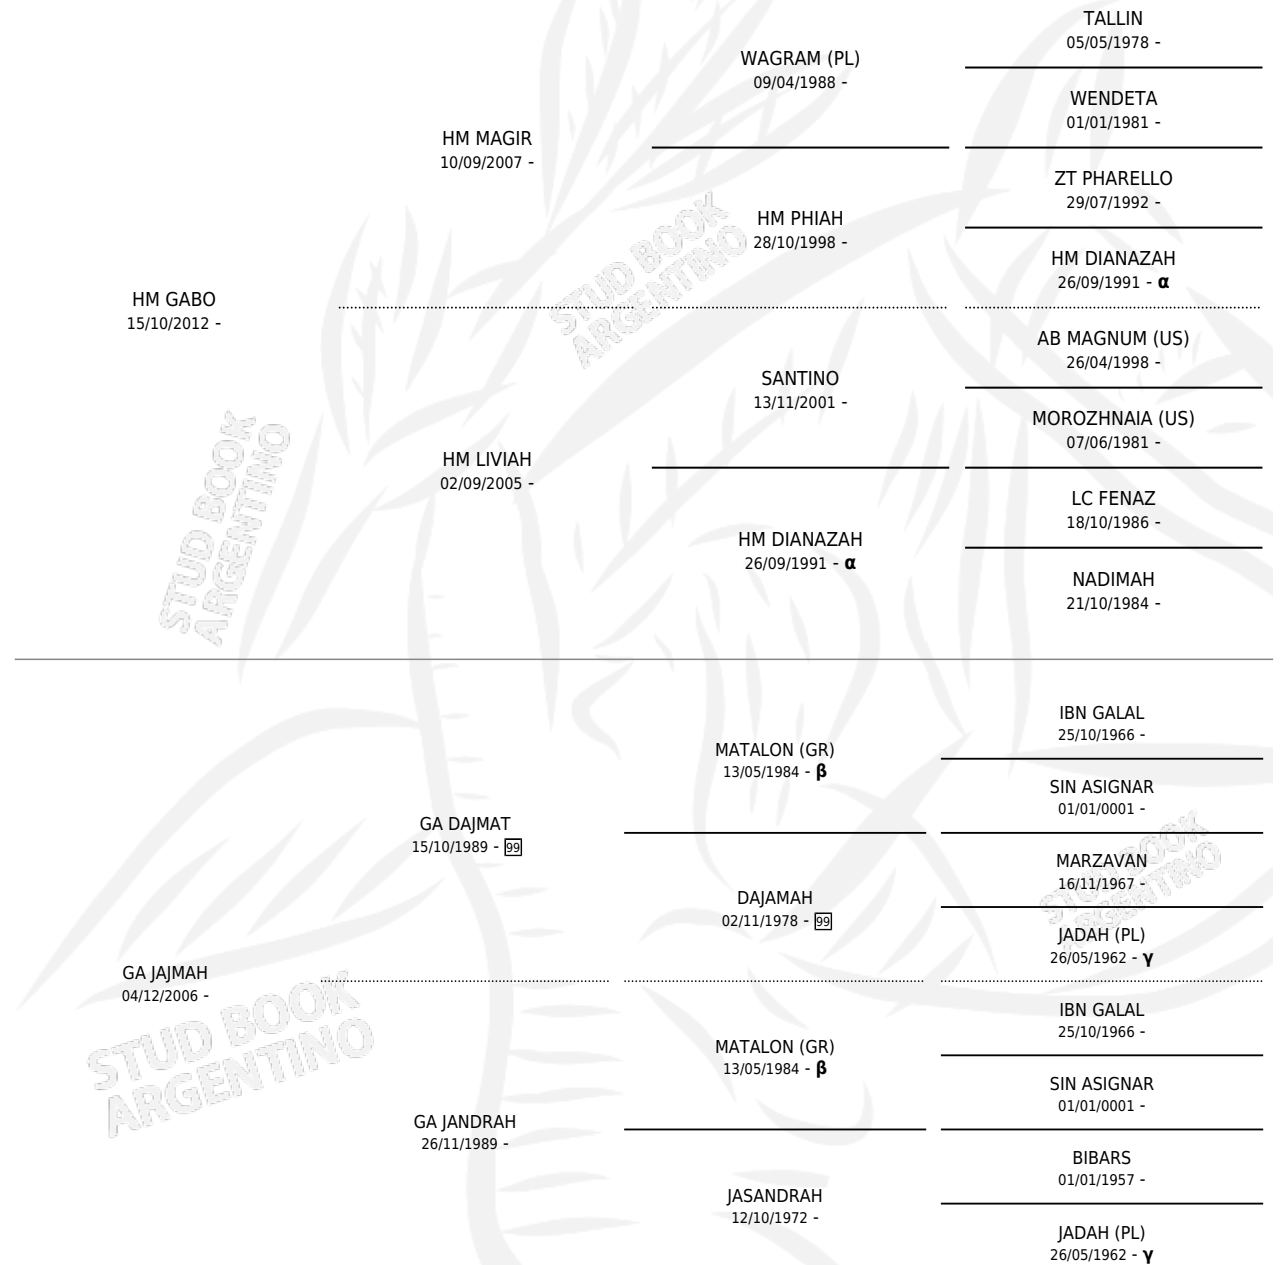 TALLIN
05/05/1978 -
WAGRAM (PL)
09/04/1988 -
WENDETA
01/01/1981 -
HM MAGIR
10/09/2007 -
ZT PHARELLO
29/07/1992 -
HM PHIAH
28/10/1998 -
HM DIANAZAH
26/09/1991 - α
HM GABO
15/10/2012 -
STUD BOOK
ARGENTINO
AB MAGNUM (US)
26/04/1998 -
SANTINO
13/11/2001 -
MOROZHNAIA (US)
07/06/1981 -
HM LIVIAH
02/09/2005 -
LC FENAZ
18/10/1986 -
HM DIANAZAH
26/09/1991 - α
NADIMAH
21/10/1984 -
STUD BOOK
ARGENTINO
IBN GALAL
25/10/1966 -
MATALON (GR)
13/05/1984 - β
SIN ASIGNAR
01/01/0001 -
GA DAJMAT
15/10/1989 - 99
MARZAVAN
16/11/1967 -
DAJAMAH
02/11/1978 - 99
JADAH (PL)
26/05/1962 - γ
STUD BOOK
ARGENTINO
GA JAJMAH
04/12/2006 -
IBN GALAL
25/10/1966 -
MATALON (GR)
13/05/1984 - β
SIN ASIGNAR
01/01/0001 -
STUD BOOK
ARGENTINO
GA JANDRAH
26/11/1989 -
BIBARS
01/01/1957 -
JASANDRAH
12/10/1972 -
JADAH (PL)
26/05/1962 - γ